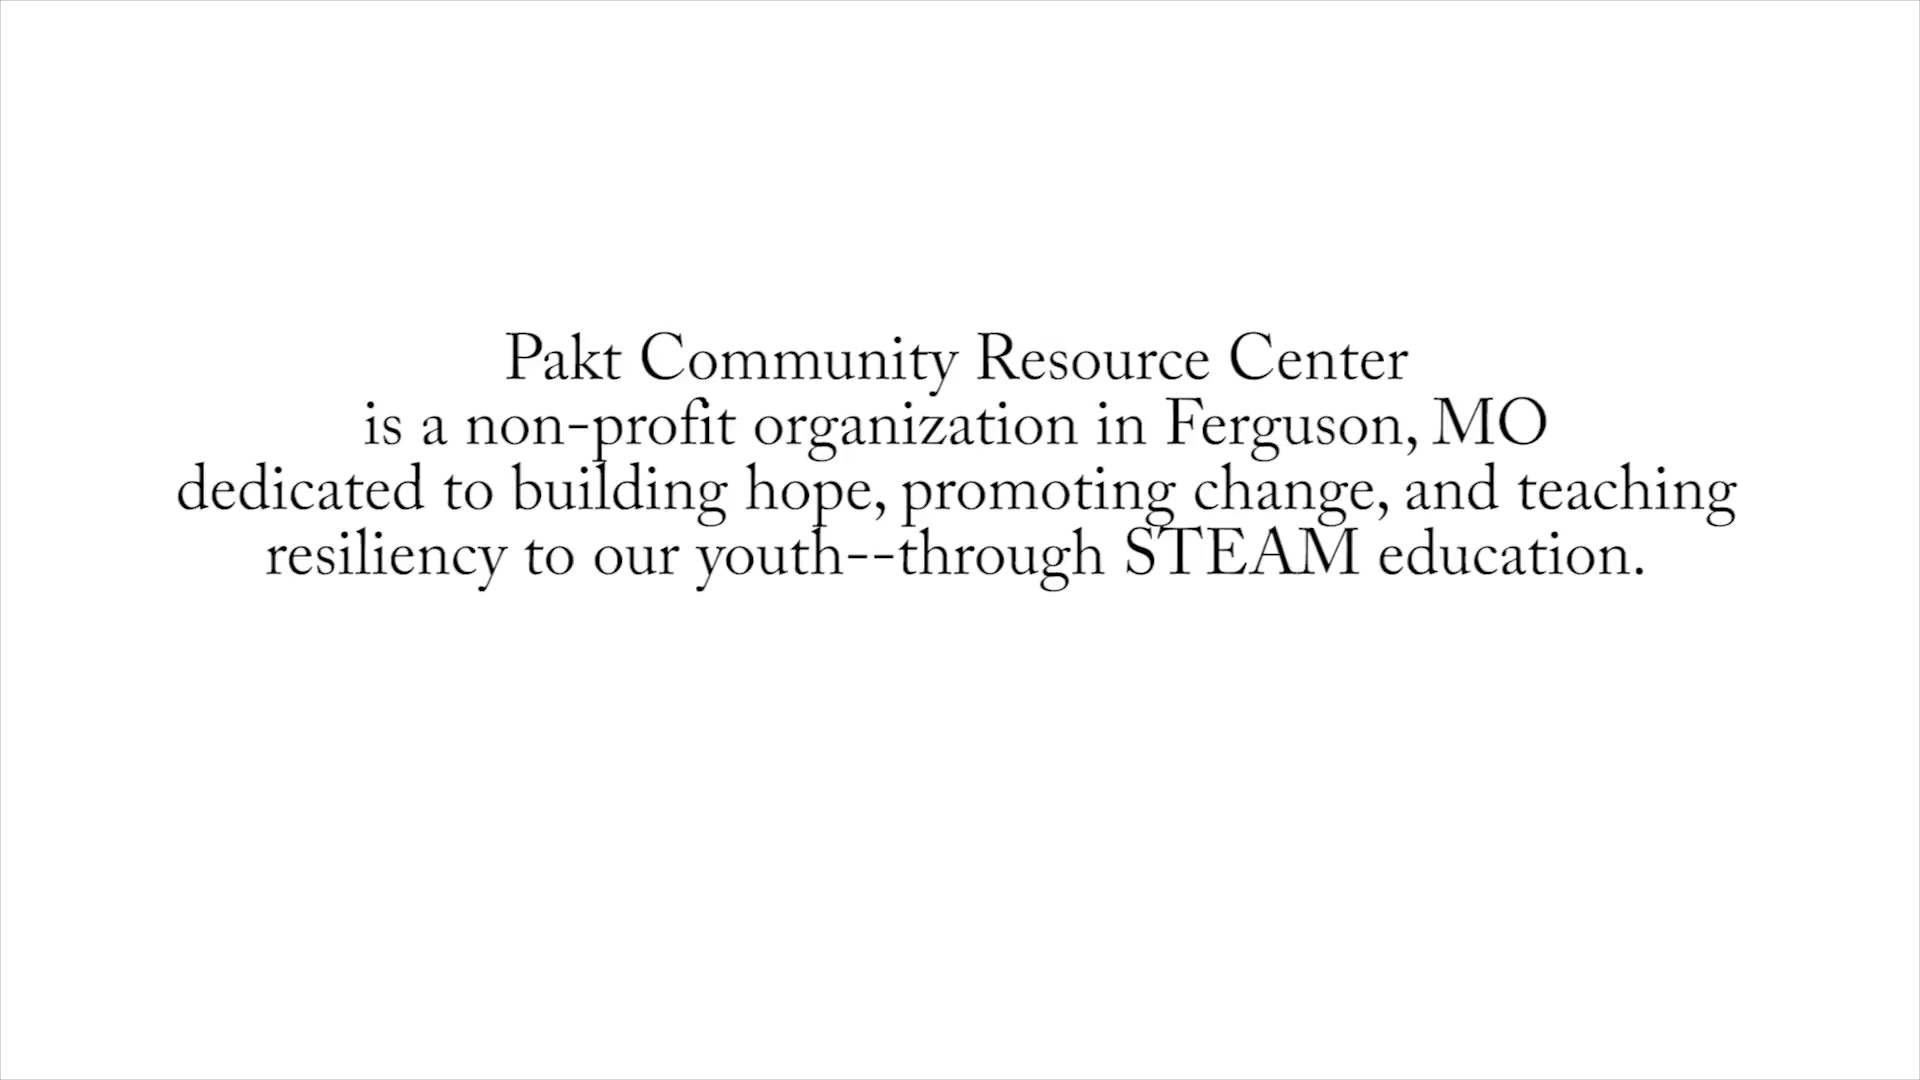 Pakt Community Resource Center
is a non-profit organization in Ferguson, MO
dedicated to building hope, promoting change, and teaching
resiliency to our youth--through STEAM education.